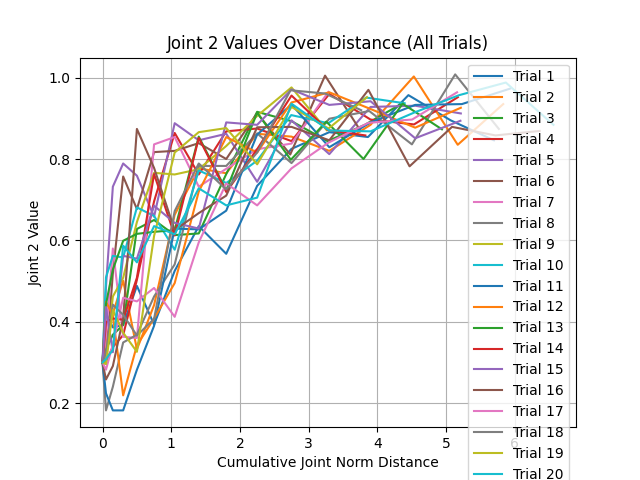 Joint 2 Values Over Distance (All Trials)
Joint 2 Value
1.0
0.8
0.6
0.4
0.2
0
1
2
3
4
5
6
Cumulative Joint Norm Distance
Trial 1
Trial 2
Trial 3
Trial 4
Trial 5
Trial 6
Trial 7
Trial 8
Trial 9
Trial 10
Trial 11
Trial 12
Trial 13
Trial 14
Trial 15
Trial 16
Trial 17
Trial 18
Trial 19
Trial 20